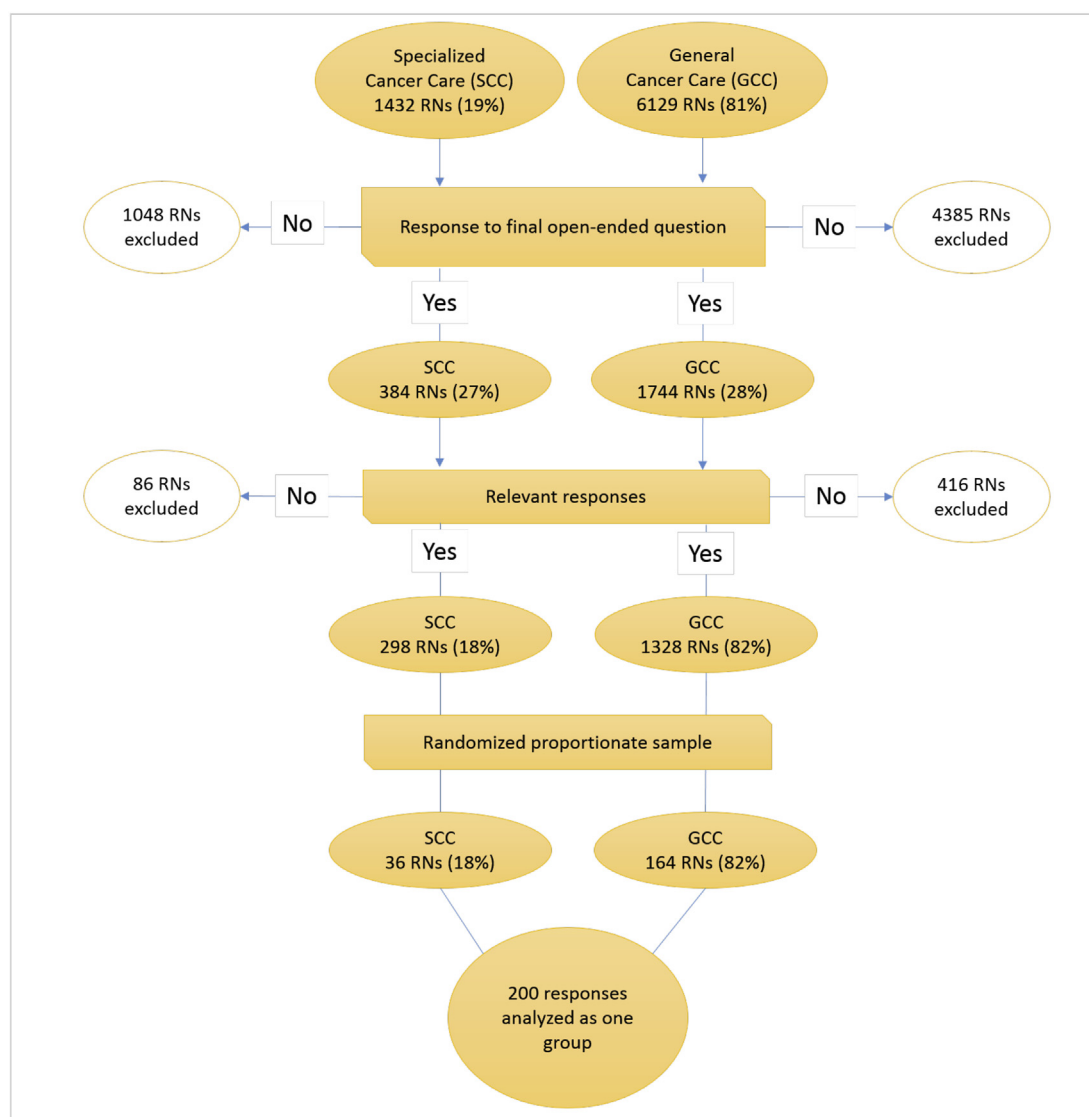 Specialized
Cancer Care (SCC)
1432 RNs (19%)
General
Cancer Care (GCC)
6129 RNs (81%)
1048 RNs
excluded
No
Response to final open-ended question
No
4385 RNs
excluded
Yes
Yes
SCC
384 RNs (27%)
GCC
1744 RNs (28%)
86 RNs
excluded
No
Relevant responses
No
416 RNs
excluded
Yes
Yes
SCC
298 RNs (18%)
GCC
1328 RNs (82%)
Randomized proportionate sample
SCC
36 RNs (18%)
GCC
164 RNs (82%)
200 responses
analyzed as one
group